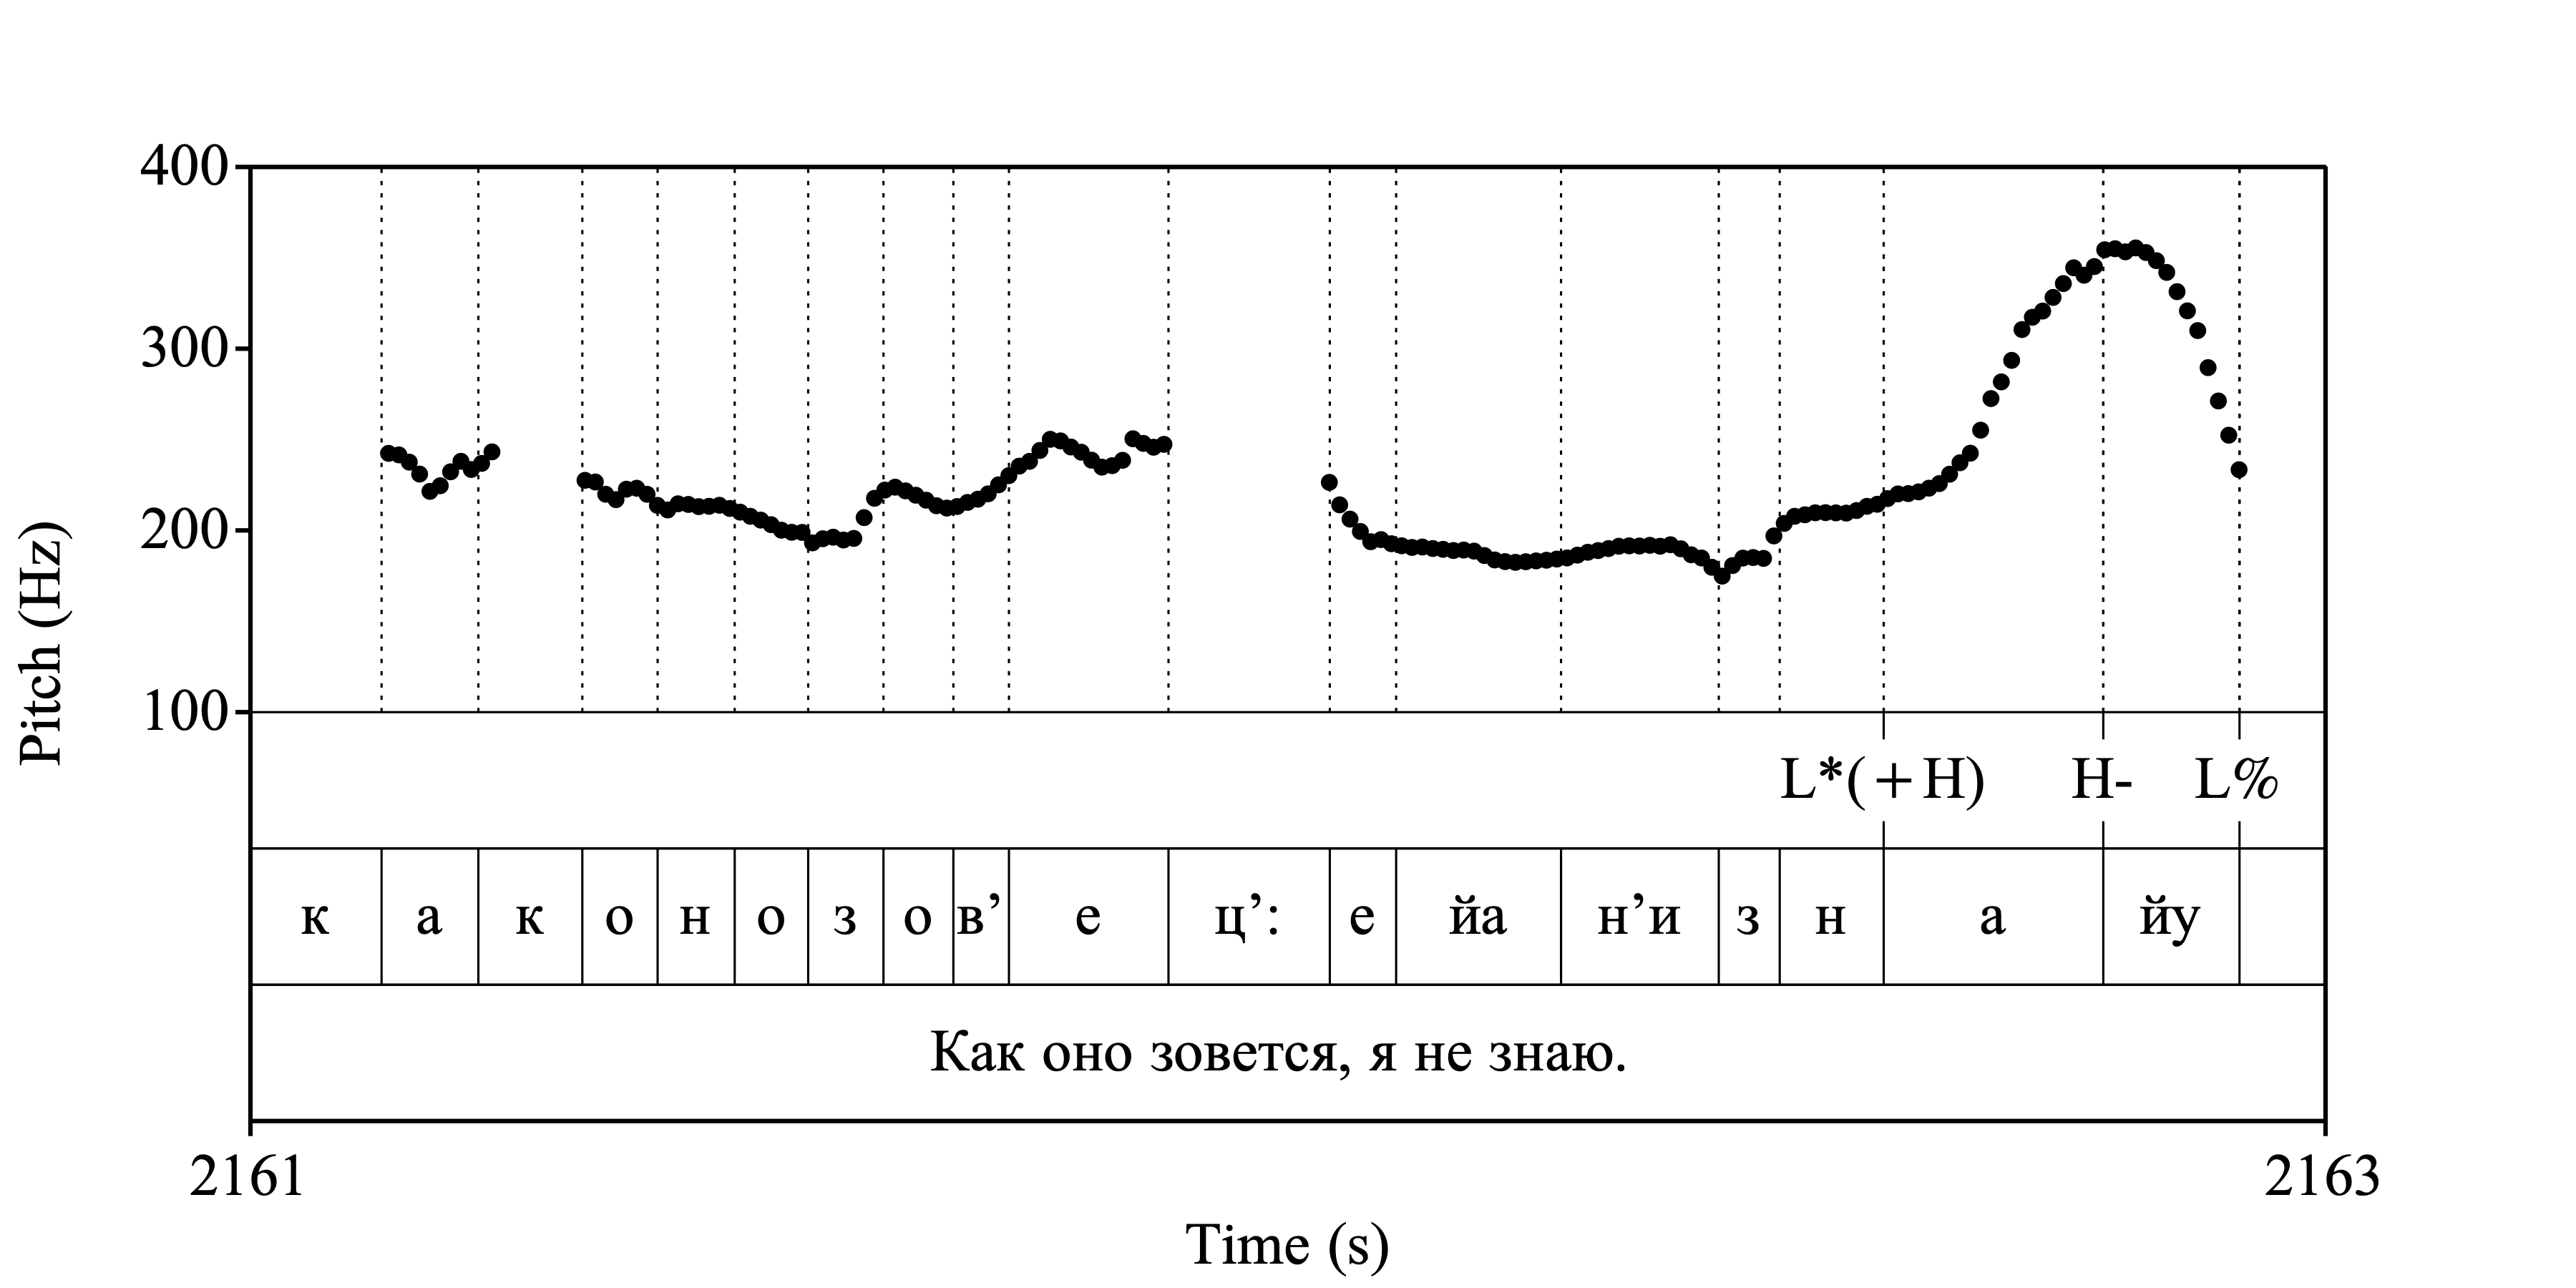 400
300
200
100
Pitch (Hz)
L*(+H) H- L%
к а к о н о з о в’ е ц’: е йа н’и з н а йу
Как оно зовется, я не знаю.
2161 2163
Time (s)